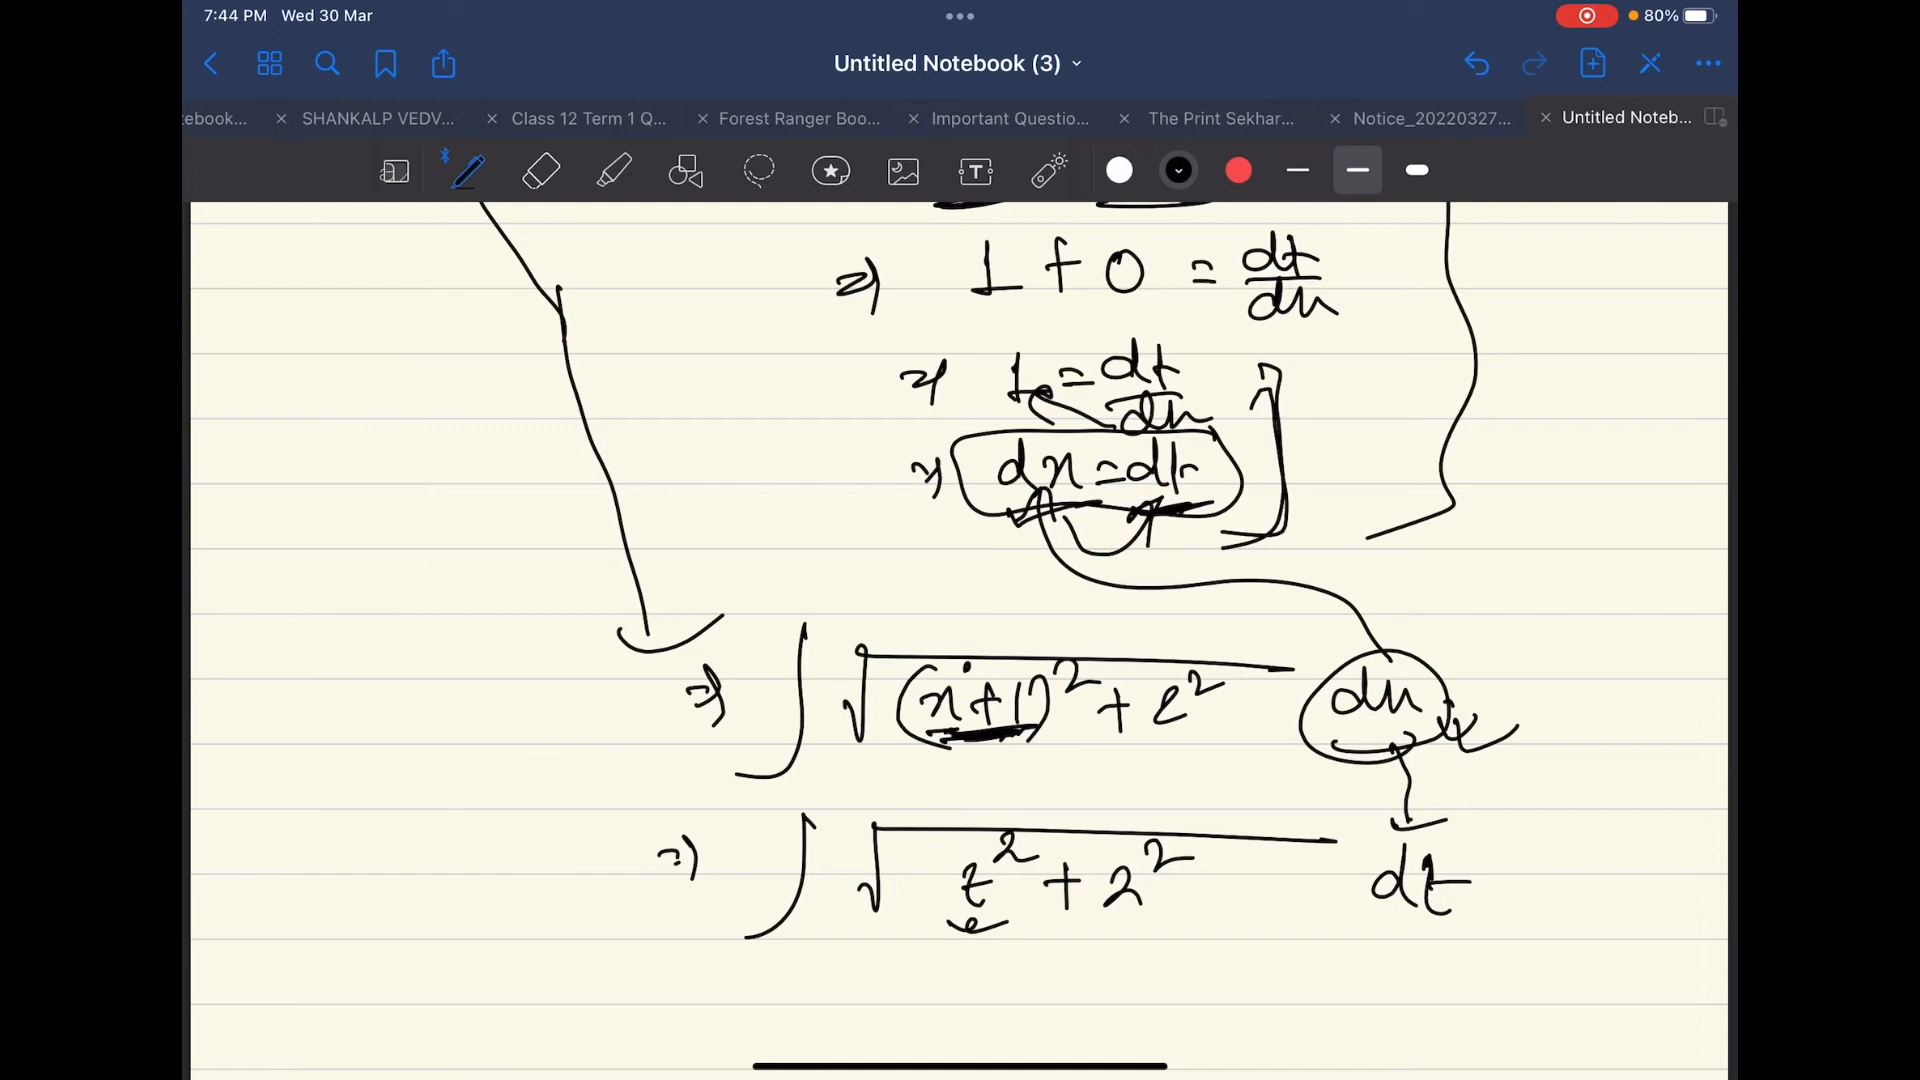 7:44 PM Wed 30 Mar 80%
Untitled Notebook (3)
tebook... SHANKALP VEDV... Class 12 Term 1 Q... Forest Ranger Boo... Important Questio... The Print Sekhar... Notice_20220327... Untitled Noteb...
⇒ 1 + 0 = dt/dx
⇒ 1 = dt/dx
⇒ dx = dt
⇒ ∫ √((x+1)² + 2²) dx
⇒ ∫ √(t² + 2²) dt